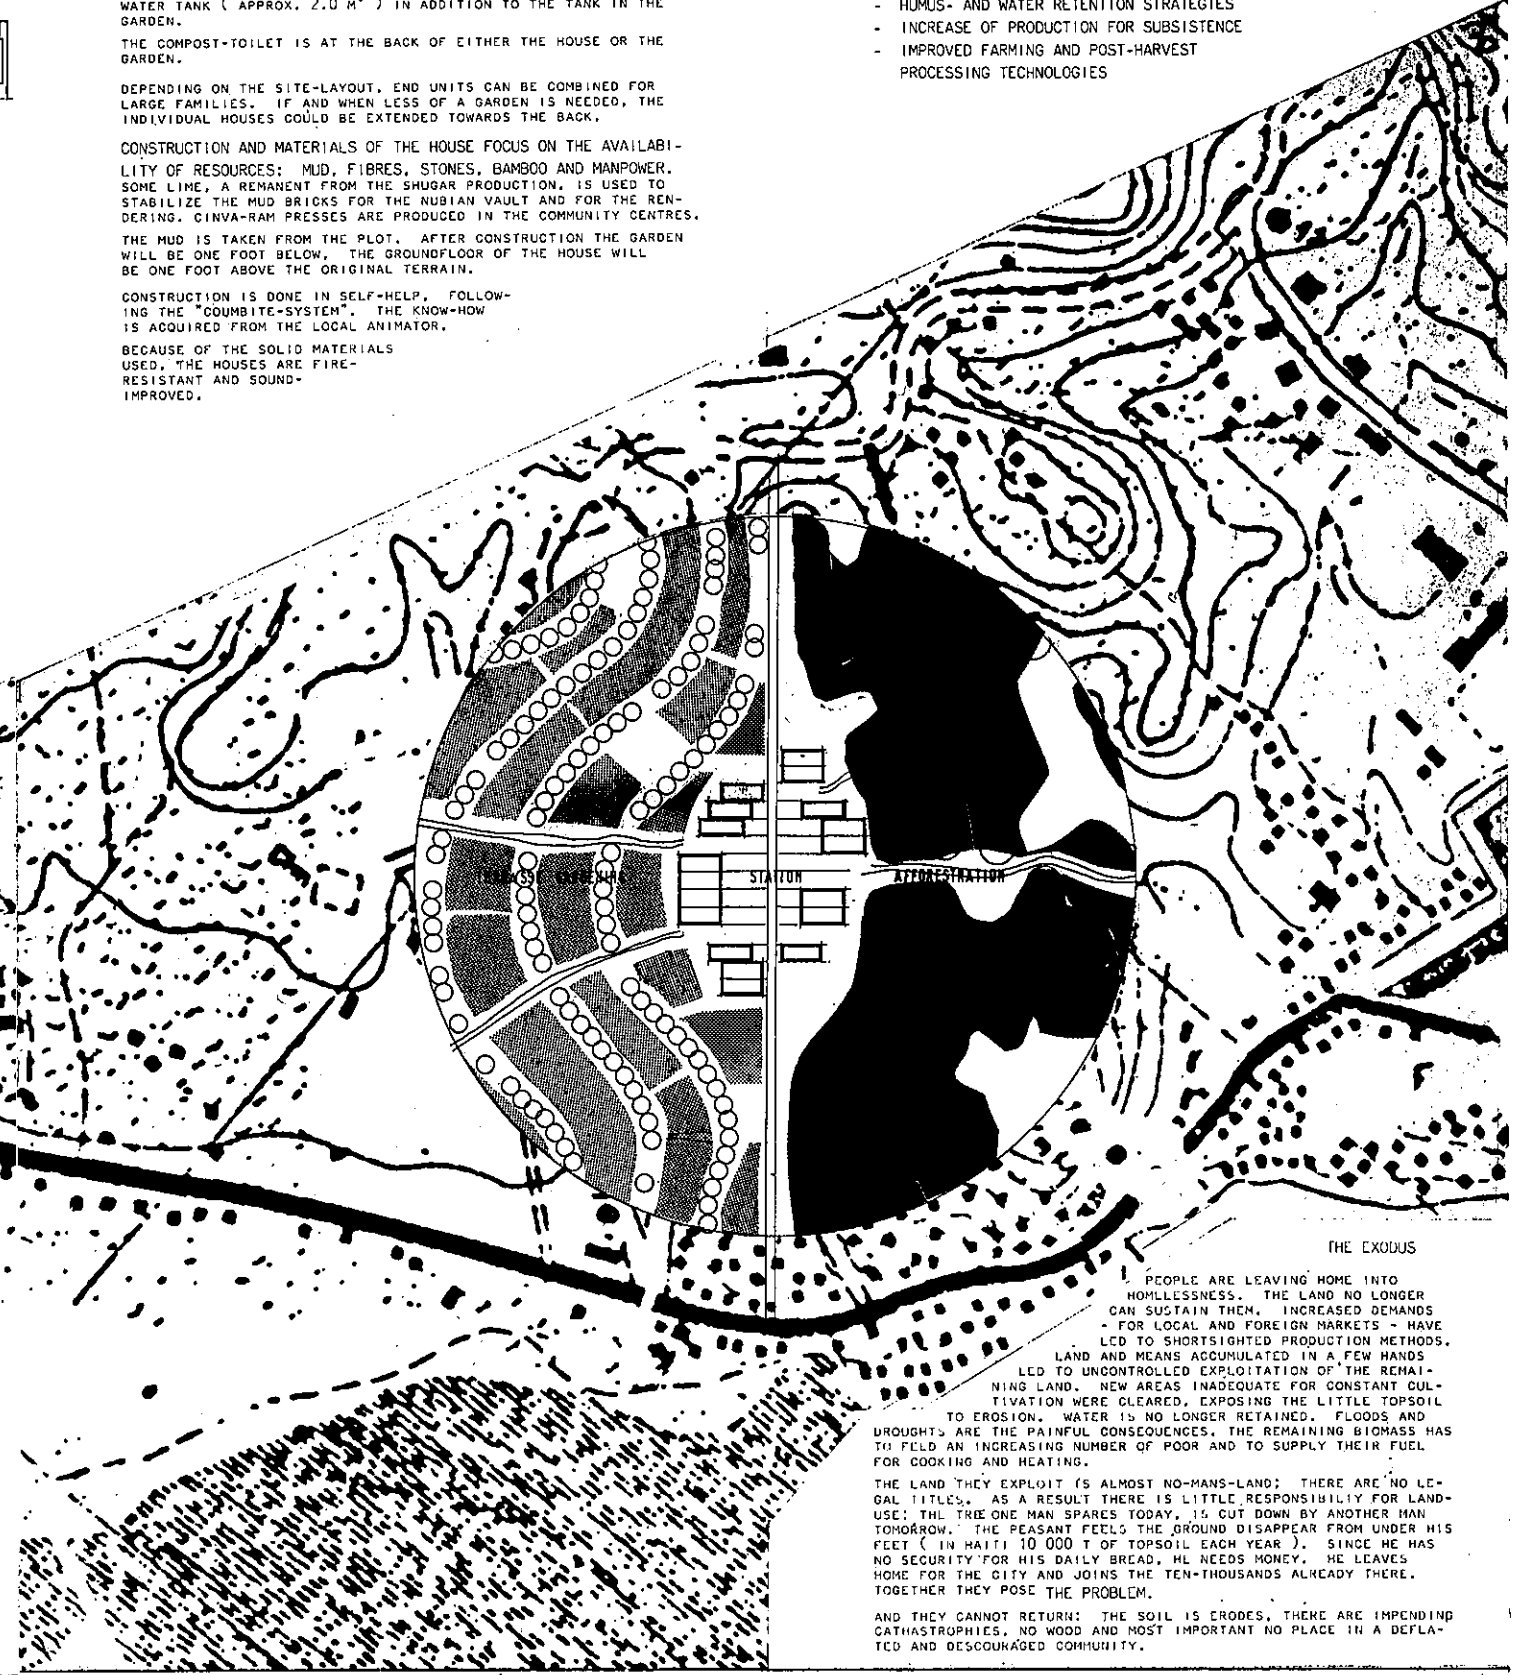 WATER TANK ( APPROX. 2.0 M³ ) IN ADDITION TO THE TANK IN THE
GARDEN.
THE COMPOST-TOILET IS AT THE BACK OF EITHER THE HOUSE OR THE
GARDEN.
DEPENDING ON THE SITE-LAYOUT, END UNITS CAN BE COMBINED FOR
LARGE FAMILIES. IF AND WHEN LESS OF A GARDEN IS NEEDED, THE
INDIVIDUAL HOUSES COULD BE EXTENDED TOWARDS THE BACK.
CONSTRUCTION AND MATERIALS OF THE HOUSE FOCUS ON THE AVAILABI-
LITY OF RESOURCES: MUD, FIBRES, STONES, BAMBOO AND MANPOWER.
SOME LIME, A REMANENT FROM THE SHUGAR PRODUCTION, IS USED TO
STABILIZE THE MUD BRICKS FOR THE NUBIAN VAULT AND FOR THE REN-
DERING. CINVA-RAM PRESSES ARE PRODUCED IN THE COMMUNITY CENTRES.
THE MUD IS TAKEN FROM THE PLOT. AFTER CONSTRUCTION THE GARDEN
WILL BE ONE FOOT BELOW, THE GROUNDFLOOR OF THE HOUSE WILL
BE ONE FOOT ABOVE THE ORIGINAL TERRAIN.
CONSTRUCTION IS DONE IN SELF-HELP, FOLLOW-
ING THE "COUMBITE-SYSTEM". THE KNOW-HOW
IS ACQUIRED FROM THE LOCAL ANIMATOR.
BECAUSE OF THE SOLID MATERIALS
USED, THE HOUSES ARE FIRE-
RESISTANT AND SOUND-
IMPROVED.
- HUMUS- AND WATER RETENTION STRATEGIES
- INCREASE OF PRODUCTION FOR SUBSISTENCE
- IMPROVED FARMING AND POST-HARVEST
PROCESSING TECHNOLOGIES
STATION
AFFORESTRATION
THE EXODUS
PEOPLE ARE LEAVING HOME INTO
HOMLLESSNESS. THE LAND NO LONGER
CAN SUSTAIN THEM. INCREASED DEMANDS
- FOR LOCAL AND FOREIGN MARKETS - HAVE
LED TO SHORTSIGHTED PRODUCTION METHODS.
LAND AND MEANS ACCUMULATED IN A FEW HANDS
LED TO UNCONTROLLED EXPLOITATION OF THE REMAI-
NING LAND. NEW AREAS INADEQUATE FOR CONSTANT CUL-
TIVATION WERE CLEARED, EXPOSING THE LITTLE TOPSOIL
TO EROSION. WATER IS NO LONGER RETAINED. FLOODS AND
DROUGHTS ARE THE PAINFUL CONSEQUENCES. THE REMAINING BIOMASS HAS
TO FEED AN INCREASING NUMBER OF POOR AND TO SUPPLY THEIR FUEL
FOR COOKING AND HEATING.
THE LAND THEY EXPLOIT IS ALMOST NO-MANS-LAND; THERE ARE NO LE-
GAL TITLES. AS A RESULT THERE IS LITTLE RESPONSIBILITY FOR LAND-
USE: THE TREE ONE MAN SPARES TODAY, IS CUT DOWN BY ANOTHER MAN
TOMORROW. THE PEASANT FEELS THE GROUND DISAPPEAR FROM UNDER HIS
FEET ( IN HAITI 10 000 T OF TOPSOIL EACH YEAR ). SINCE HE HAS
NO SECURITY FOR HIS DAILY BREAD, HE NEEDS MONEY. HE LEAVES
HOME FOR THE CITY AND JOINS THE TEN-THOUSANDS ALREADY THERE.
TOGETHER THEY POSE THE PROBLEM.
AND THEY CANNOT RETURN: THE SOIL IS ERODES, THERE ARE IMPENDING
CATHASTROPHIES, NO WOOD AND MOST IMPORTANT NO PLACE IN A DEFLA-
TED AND DESCOURAGED COMMUNITY.